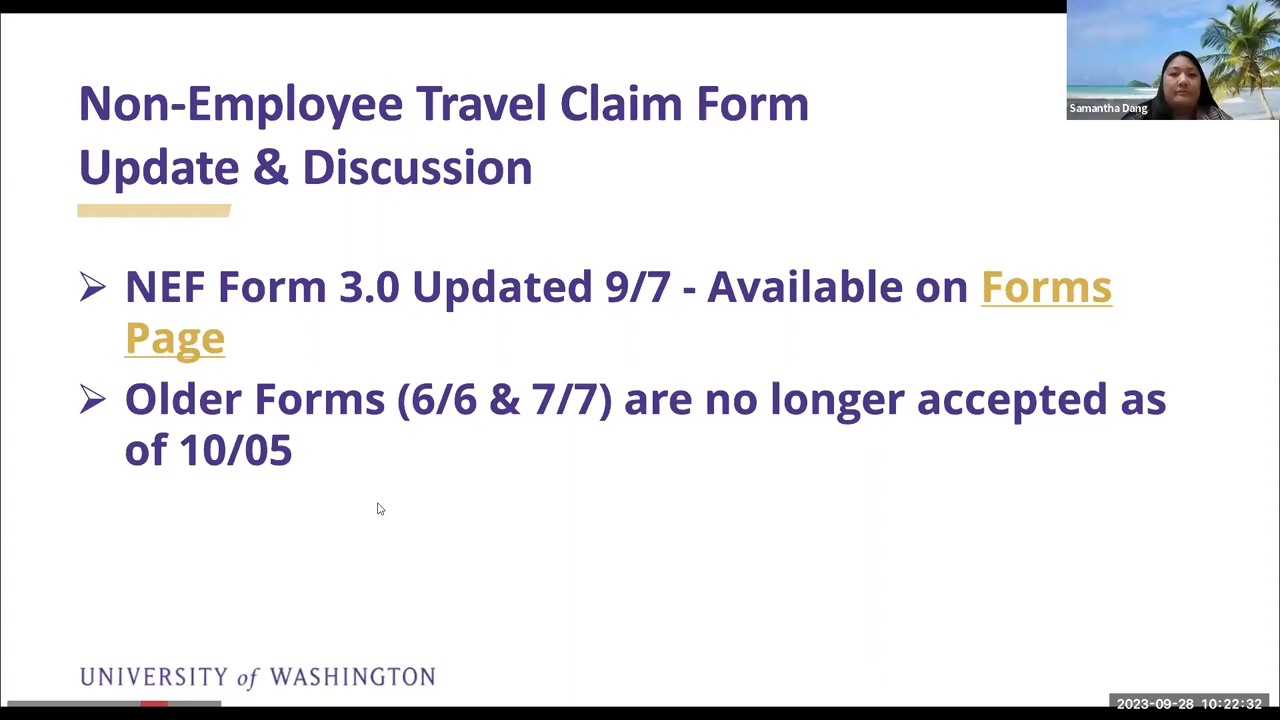 Non-Employee Travel Claim Form
Update & Discussion
Samantha Dang
➢ NEF Form 3.0 Updated 9/7 - Available on Forms
Page
➢ Older Forms (6/6 & 7/7) are no longer accepted as
of 10/05
UNIVERSITY of WASHINGTON
2023-09-28 10:22:32